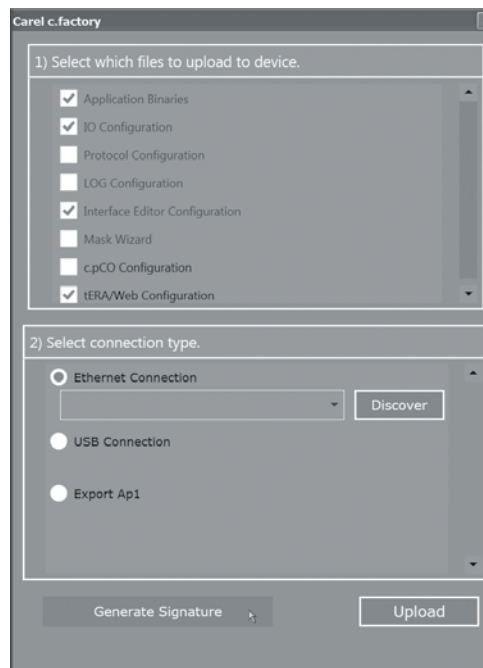 Carel c.factory
1) Select which files to upload to device.
Application Binaries
IO Configuration
Protocol Configuration
LOG Configuration
Interface Editor Configuration
Mask Wizard
c.pCO Configuration
tERA/Web Configuration
2) Select connection type.
Ethernet Connection
Discover
USB Connection
Export Ap1
Generate Signature
Upload